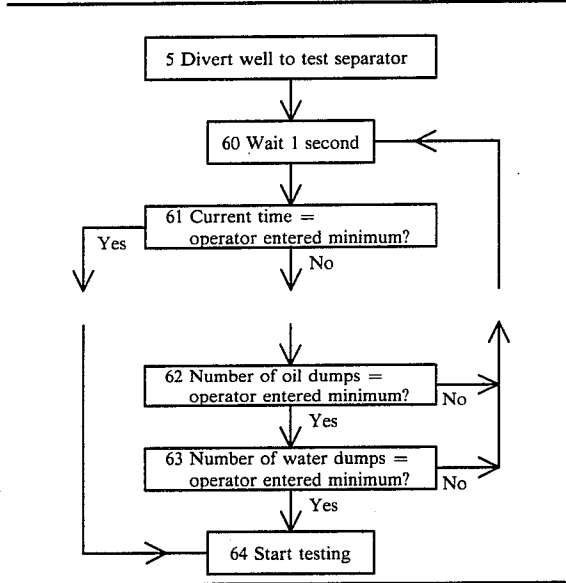 5 Divert well to test separator
60 Wait 1 second
61 Current time =
operator entered minimum?
Yes
No
62 Number of oil dumps =
operator entered minimum?
No
Yes
63 Number of water dumps =
operator entered minimum?
No
Yes
64 Start testing